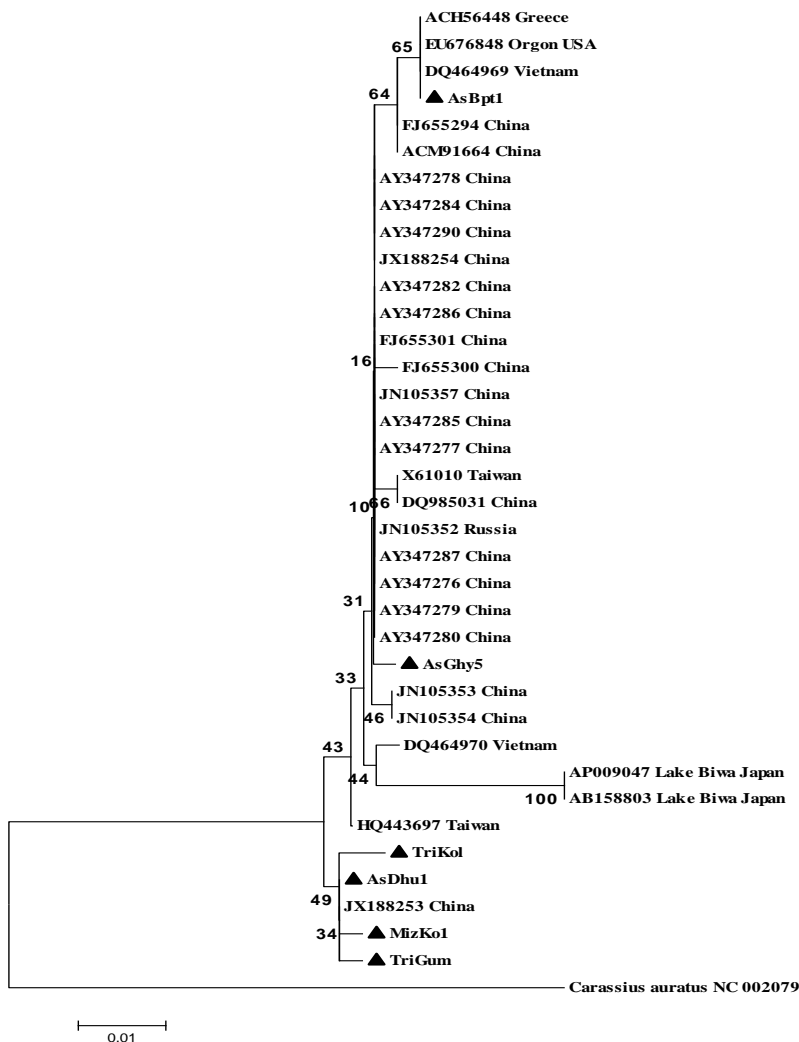 ACH56448 Greece
65
EU676848 Orgon USA
DQ464969 Vietnam
64
AsBpt1
FJ655294 China
ACM91664 China
AY347278 China
AY347284 China
AY347290 China
JX188254 China
AY347282 China
AY347286 China
FJ655301 China
16
FJ655300 China
JN105357 China
AY347285 China
AY347277 China
X61010 Taiwan
10
66
DQ985031 China
JN105352 Russia
AY347287 China
AY347276 China
31
AY347279 China
AY347280 China
AsGhy5
33
JN105353 China
46
JN105354 China
43
DQ464970 Vietnam
44
AP009047 Lake Biwa Japan
100
AB158803 Lake Biwa Japan
HQ443697 Taiwan
TriKol
AsDhu1
49
JX188253 China
34
MizKo1
TriGum
Carassius auratus NC 002079
0.01